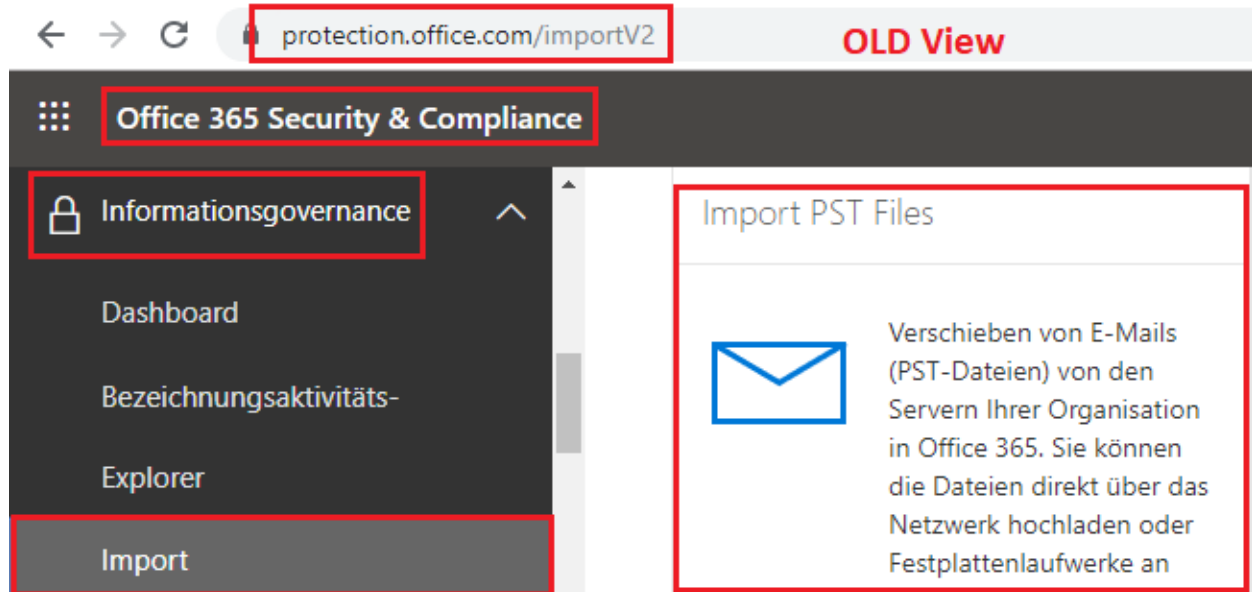 protection.office.com/importV2
OLD View
Office 365 Security & Compliance
Informationsgovernance
Dashboard
Bezeichnungsaktivitäts-
Explorer
Import
Import PST Files
Verschieben von E-Mails
(PST-Dateien) von den
Servern Ihrer Organisation
in Office 365. Sie können
die Dateien direkt über das
Netzwerk hochladen oder
Festplattenlaufwerke an